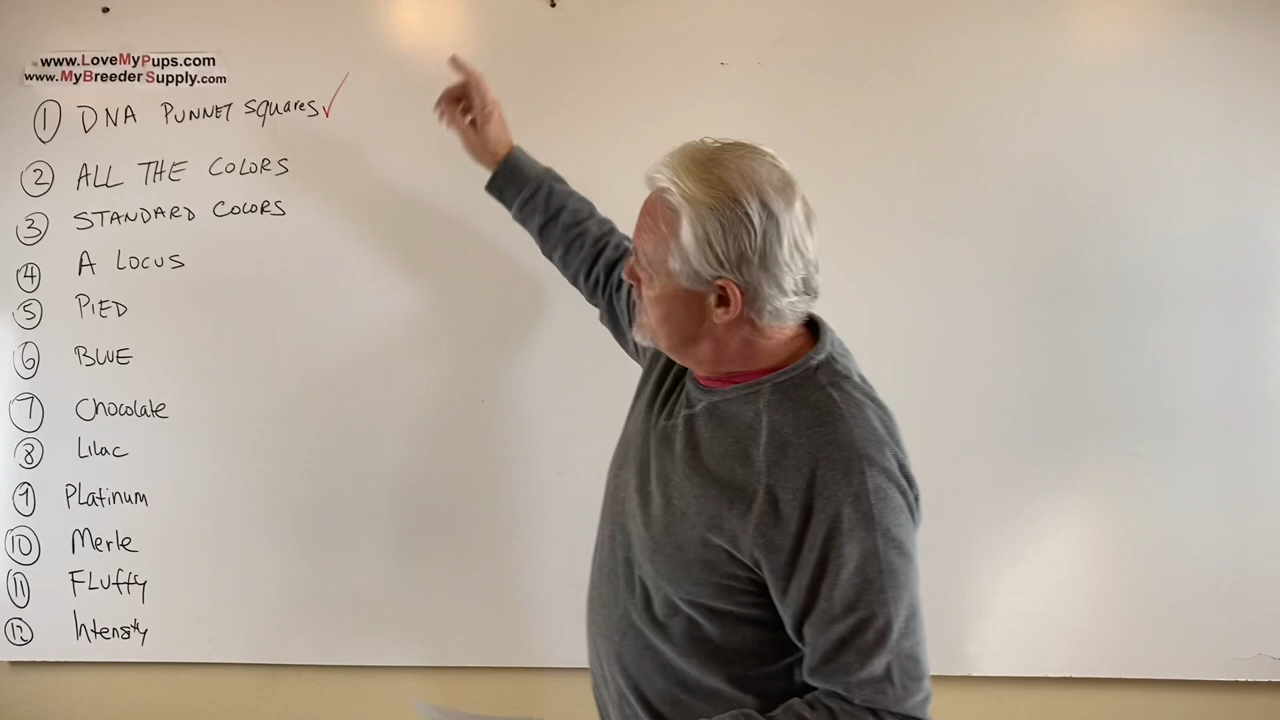 www.LoveMyPups.com
www.MyBreederSupply.com
1 DNA PUNNET Squares ✓
2 ALL THE COLORS
3 STANDARD COLORS
4 A LOCUS
5 PIED
6 BLUE
7 Chocolate
8 Lilac
9 PLatinum
10 Merle
11 FLuffy
12 Intensity